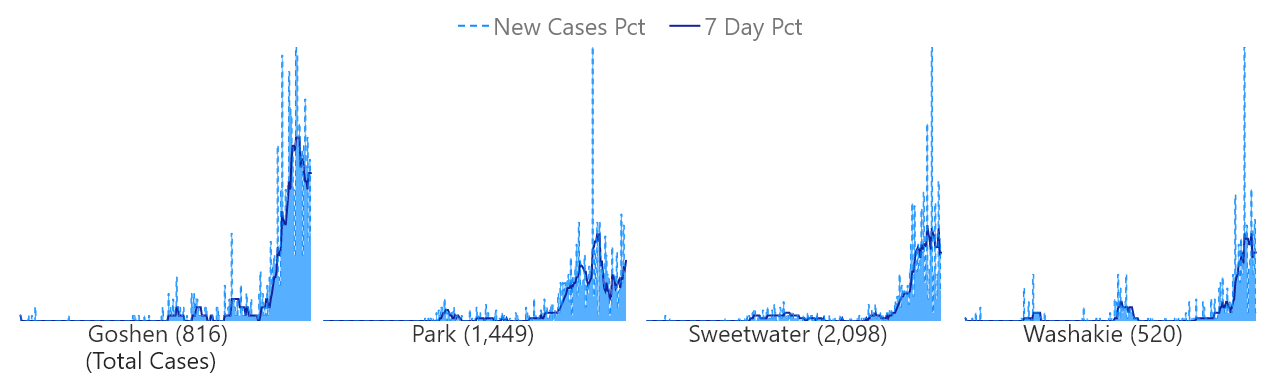 New Cases Pct 7 Day Pct
Goshen (816) Park (1,449) Sweetwater (2,098) Washakie (520)
(Total Cases)